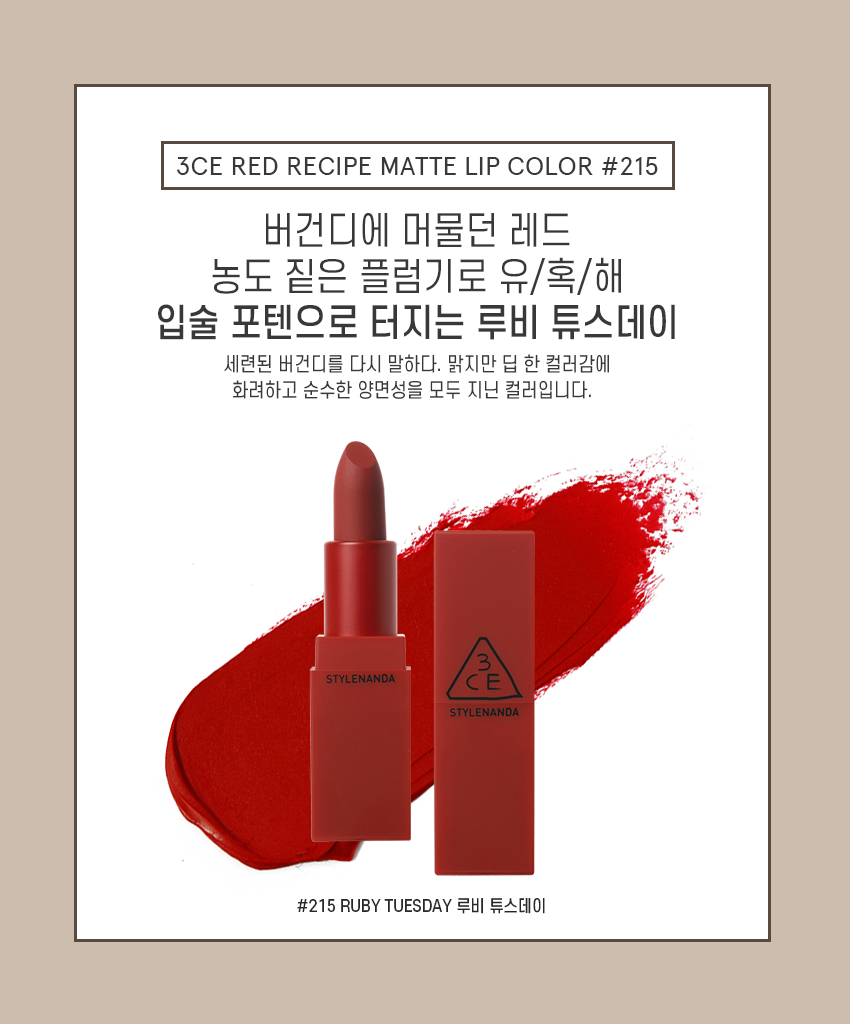 3CE RED RECIPE MATTE LIP COLOR #215
버건디에 머물던 레드
농도 짙은 플럼기로 유/혹/해
입술 포텐으로 터지는 루비 튜스데이
세련된 버건디를 다시 말하다. 맑지만 딥 한 컬러감에
화려하고 순수한 양면성을 모두 지닌 컬러입니다.
STYLENANDA
3
CE
STYLENANDA
#215 RUBY TUESDAY 루비 튜스데이